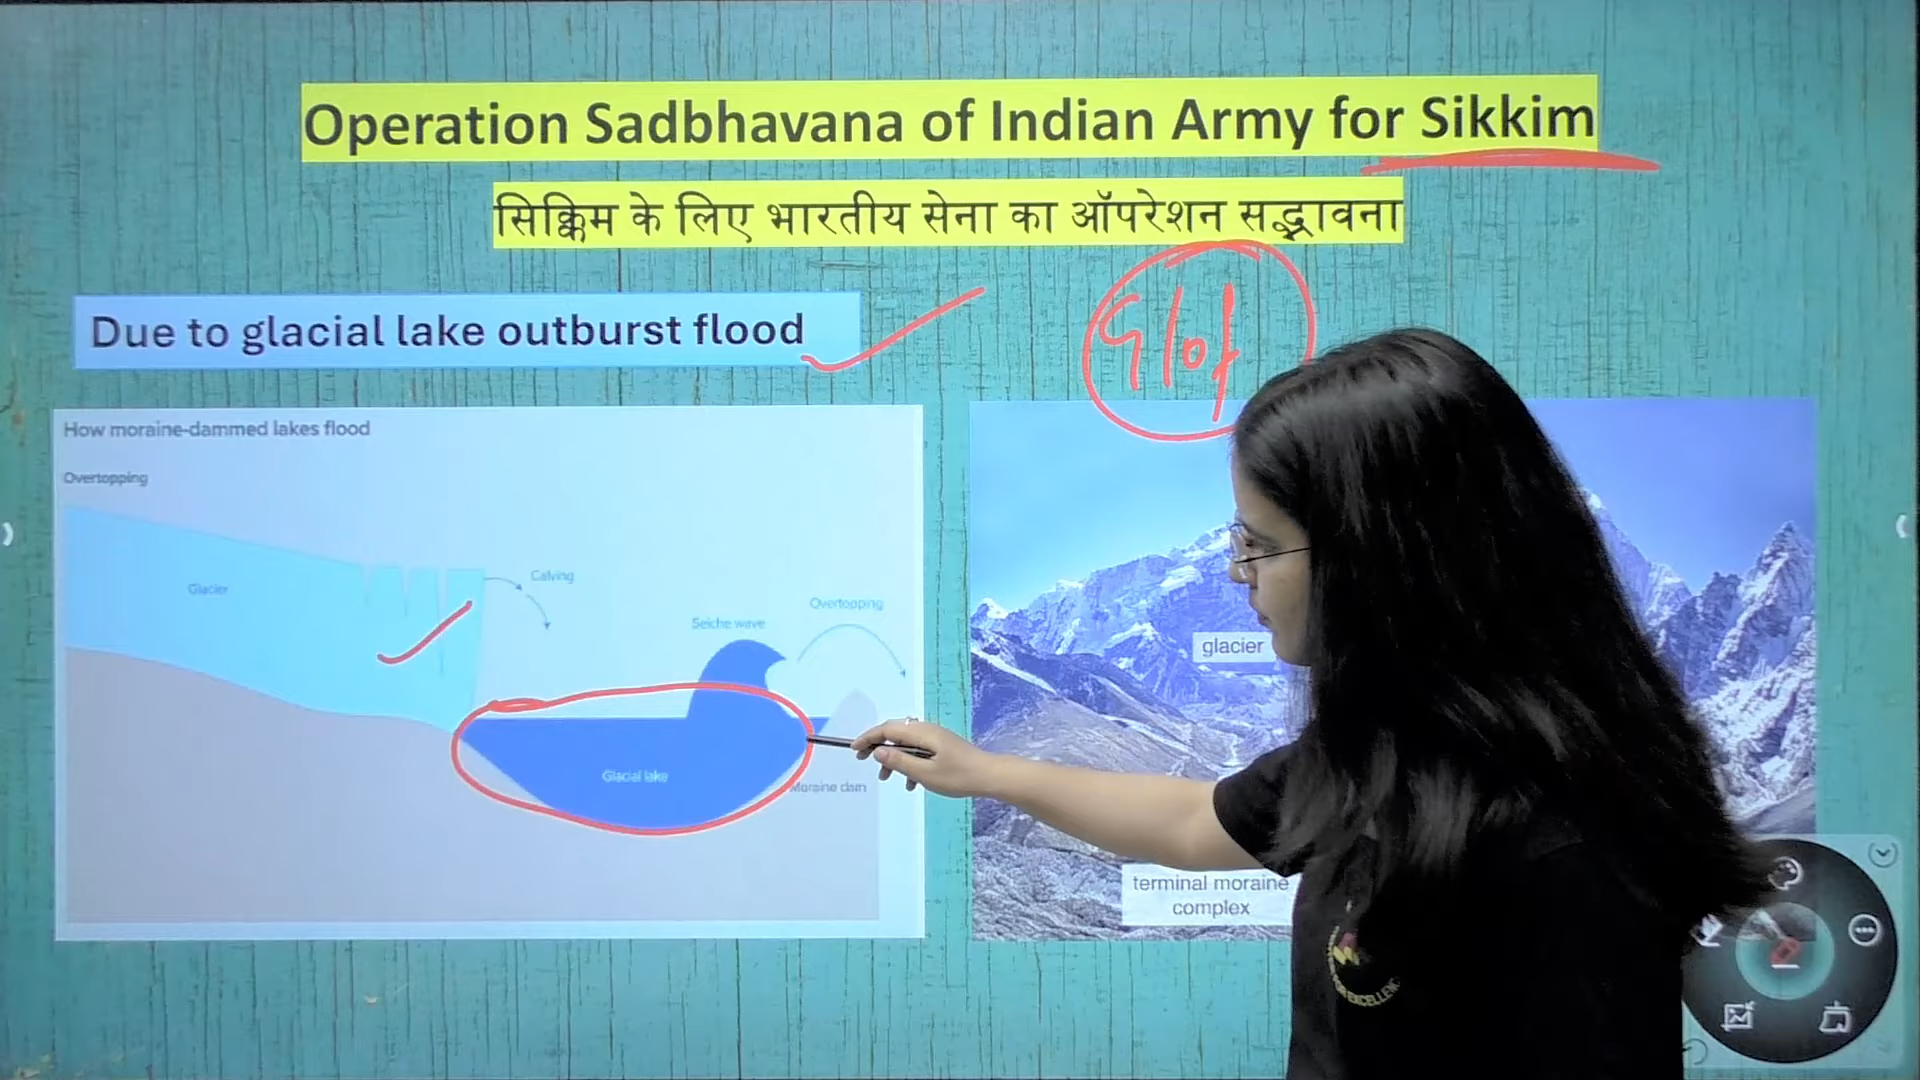 Operation Sadbhavana of Indian Army for Sikkim
सिक्किम के लिए भारतीय सेना का ऑपरेशन सद्भावना
Due to glacial lake outburst flood
Glof
How moraine-dammed lakes flood
Overtopping
Glacier
Calving
Seiche wave
Overtopping
Glacial lake
Moraine dam
glacier
terminal moraine
complex